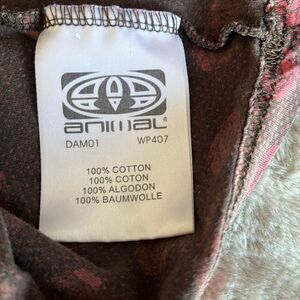 animal
DAM01 WP407
100% COTTON
100% COTON
100% ALGODON
100% BAUMWOLLE